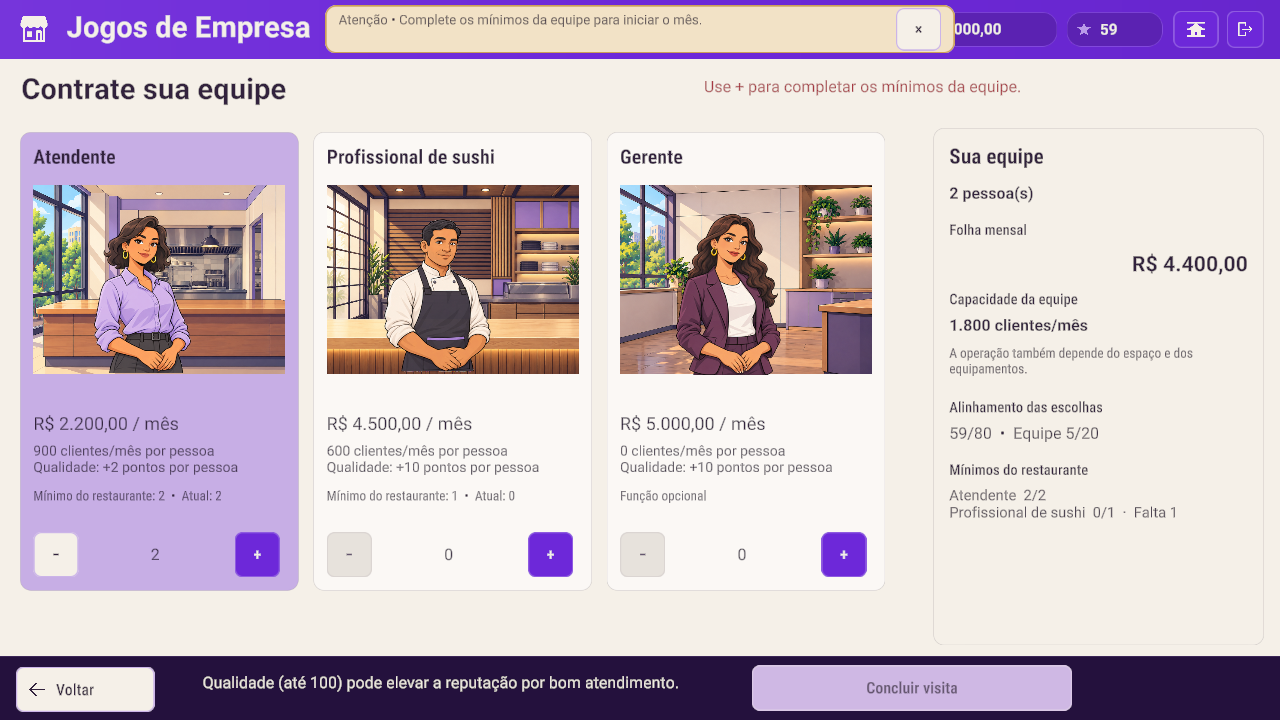 Jogos de Empresa
Atenção • Complete os mínimos da equipe para iniciar o mês.
×
000,00
59
Contrate sua equipe
Use + para completar os mínimos da equipe.
Atendente
R$ 2.200,00 / mês
900 clientes/mês por pessoa
Qualidade: +2 pontos por pessoa
Mínimo do restaurante: 2 • Atual: 2
- 2 +
Profissional de sushi
R$ 4.500,00 / mês
600 clientes/mês por pessoa
Qualidade: +10 pontos por pessoa
Mínimo do restaurante: 1 • Atual: 0
- 0 +
Gerente
R$ 5.000,00 / mês
0 clientes/mês por pessoa
Qualidade: +10 pontos por pessoa
Função opcional
- 0 +
Sua equipe
2 pessoa(s)
Folha mensal
R$ 4.400,00
Capacidade da equipe
1.800 clientes/mês
A operação também depende do espaço e dos
equipamentos.
Alinhamento das escolhas
59/80 • Equipe 5/20
Mínimos do restaurante
Atendente 2/2
Profissional de sushi 0/1 · Falta 1
Voltar
Qualidade (até 100) pode elevar a reputação por bom atendimento.
Concluir visita